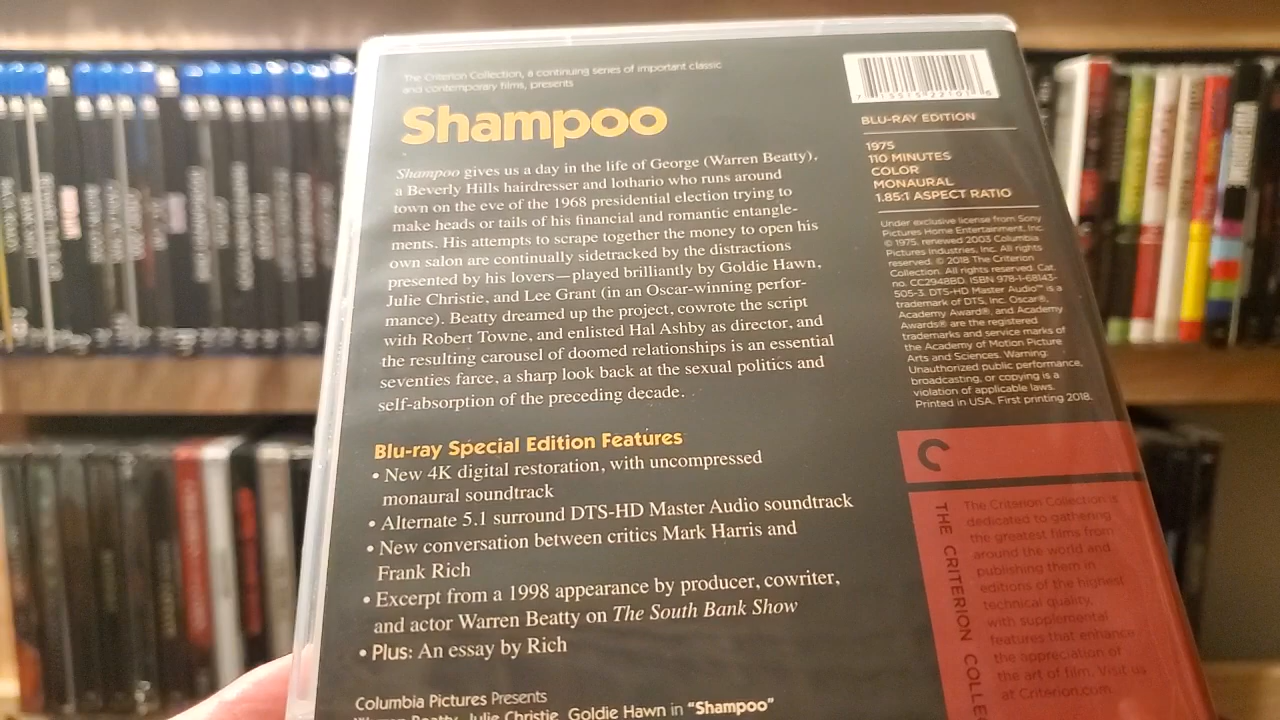 The Criterion Collection, a continuing series of important classic
and contemporary films, presents
Shampoo
Shampoo gives us a day in the life of George (Warren Beatty),
a Beverly Hills hairdresser and lothario who runs around
town on the eve of the 1968 presidential election trying to
make heads or tails of his financial and romantic entangle-
ments. His attempts to scrape together the money to open his
own salon are continually sidetracked by the distractions
presented by his lovers—played brilliantly by Goldie Hawn,
Julie Christie, and Lee Grant (in an Oscar-winning perfor-
mance). Beatty dreamed up the project, cowrote the script
with Robert Towne, and enlisted Hal Ashby as director, and
the resulting carousel of doomed relationships is an essential
seventies farce, a sharp look back at the sexual politics and
self-absorption of the preceding decade.
Blu-ray Special Edition Features
• New 4K digital restoration, with uncompressed
monaural soundtrack
• Alternate 5.1 surround DTS-HD Master Audio soundtrack
• New conversation between critics Mark Harris and
Frank Rich
• Excerpt from a 1998 appearance by producer, cowriter,
and actor Warren Beatty on The South Bank Show
• Plus: An essay by Rich
Columbia Pictures Presents
Warren Beatty, Julie Christie, Goldie Hawn in "Shampoo"
BLU-RAY EDITION
1975
110 MINUTES
COLOR
MONAURAL
1.85:1 ASPECT RATIO
Under exclusive license from Sony
Pictures Home Entertainment, Inc.
© 1975, renewed 2003 Columbia
Pictures Industries, Inc. All rights
reserved. © 2018 The Criterion
Collection. All rights reserved. Cat.
no. CC2948BD. ISBN 978-1-68143-
505-3. DTS-HD Master Audio™ is a
trademark of DTS, Inc. Oscar®,
Academy Award®, and Academy
Awards® are the registered
trademarks and service marks of
the Academy of Motion Picture
Arts and Sciences. Warning:
Unauthorized public performance,
broadcasting, or copying is a
violation of applicable laws.
Printed in USA. First printing 2018.
THE CRITERION COLLE
The Criterion Collection is
dedicated to gathering
the greatest films from
around the world and
publishing them in
editions of the highest
technical quality,
with supplemental
features that enhance
the appreciation of
the art of film. Visit us
at Criterion.com